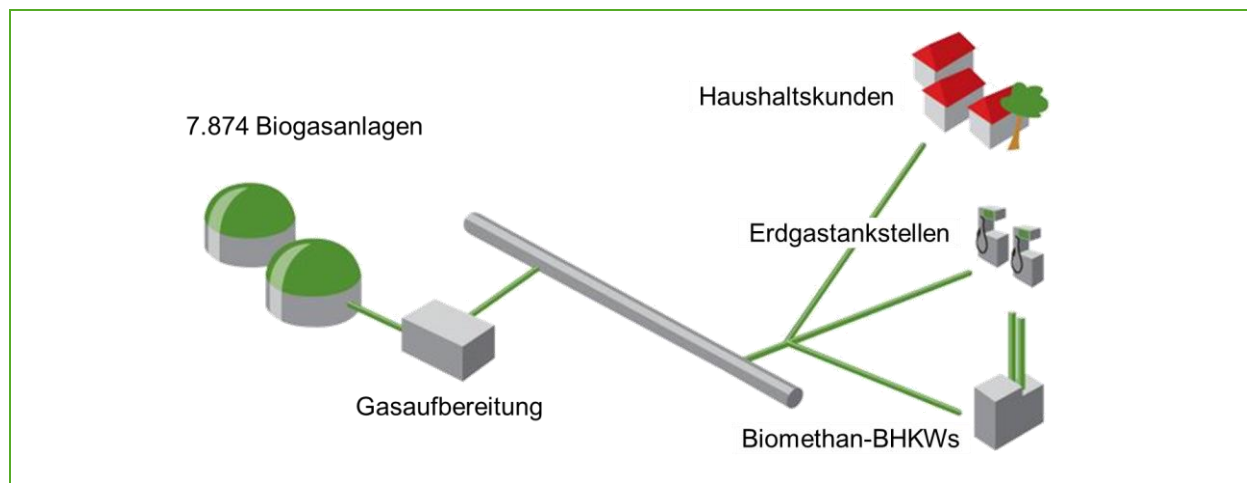 Haushaltskunden
7.874 Biogasanlagen
Erdgastankstellen
Gasaufbereitung
Biomethan-BHKWs